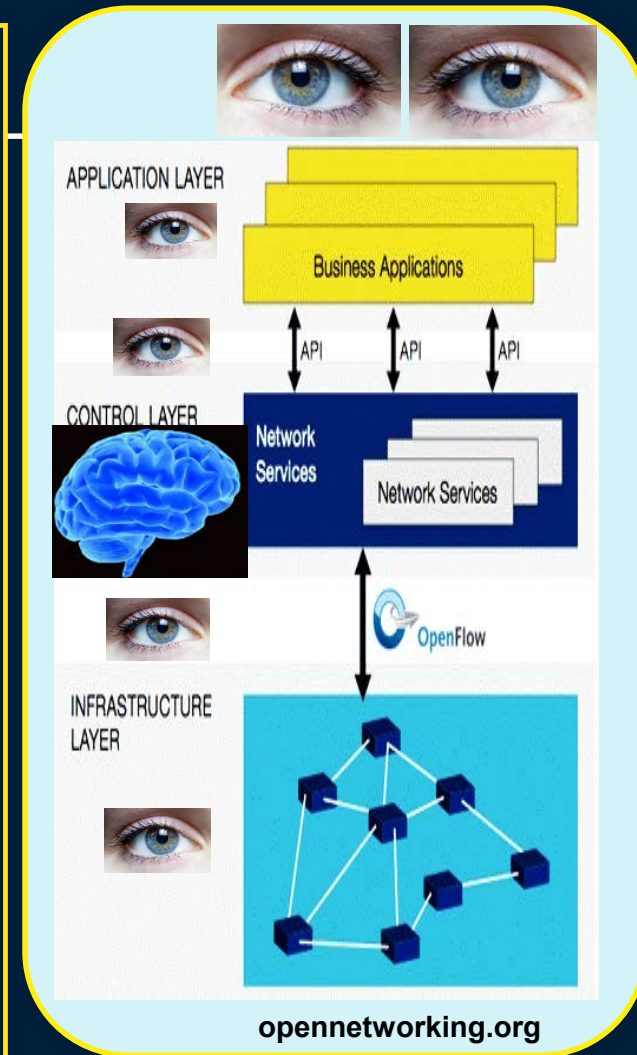 APPLICATION LAYER
Business Applications
API
API
API
CONTROL LAYER
Network
Services
Network Services
OpenFlow
INFRASTRUCTURE
LAYER
opennetworking.org